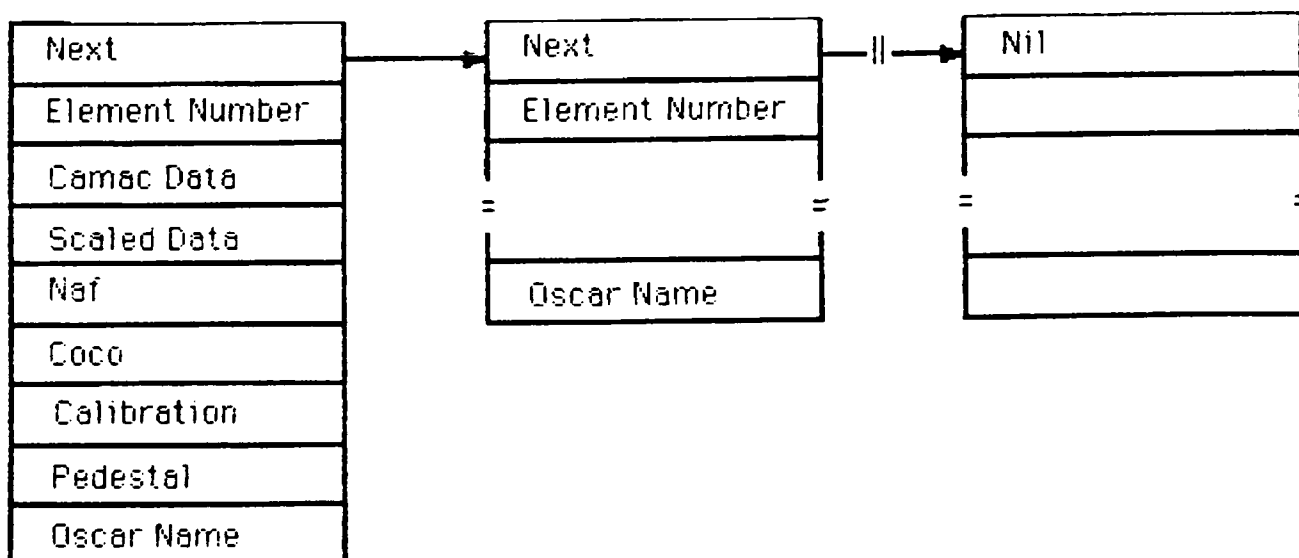 Next
Element Number
Camac Data
Scaled Data
Naf
Coco
Calibration
Pedestal
Oscar Name
Next
Element Number
Oscar Name
Nil